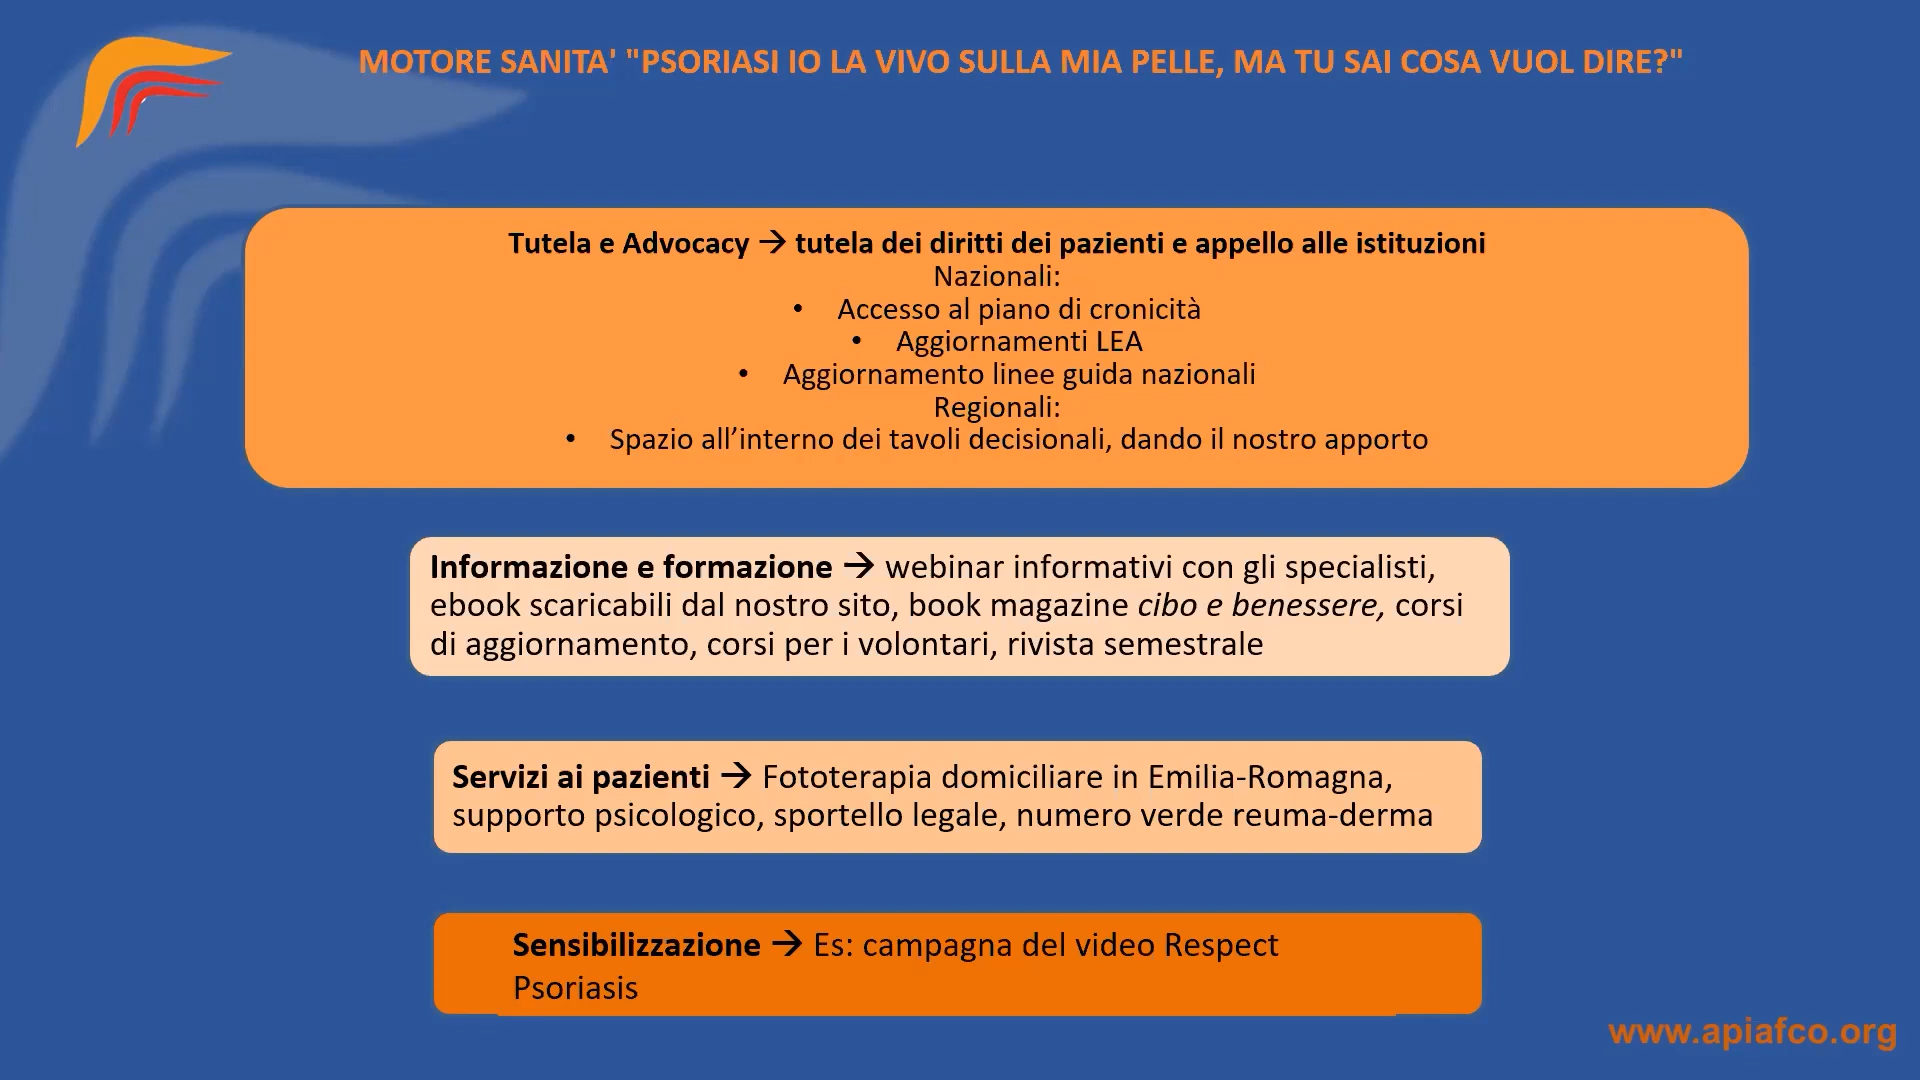 MOTORE SANITA' "PSORIASI IO LA VIVO SULLA MIA PELLE, MA TU SAI COSA VUOL DIRE?"
Tutela e Advocacy → tutela dei diritti dei pazienti e appello alle istituzioni
Nazionali:
• Accesso al piano di cronicità
• Aggiornamenti LEA
• Aggiornamento linee guida nazionali
Regionali:
• Spazio all’interno dei tavoli decisionali, dando il nostro apporto
Informazione e formazione → webinar informativi con gli specialisti,
ebook scaricabili dal nostro sito, book magazine cibo e benessere, corsi
di aggiornamento, corsi per i volontari, rivista semestrale
Servizi ai pazienti → Fototerapia domiciliare in Emilia-Romagna,
supporto psicologico, sportello legale, numero verde reuma-derma
Sensibilizzazione → Es: campagna del video Respect
Psoriasis
www.apiafco.org